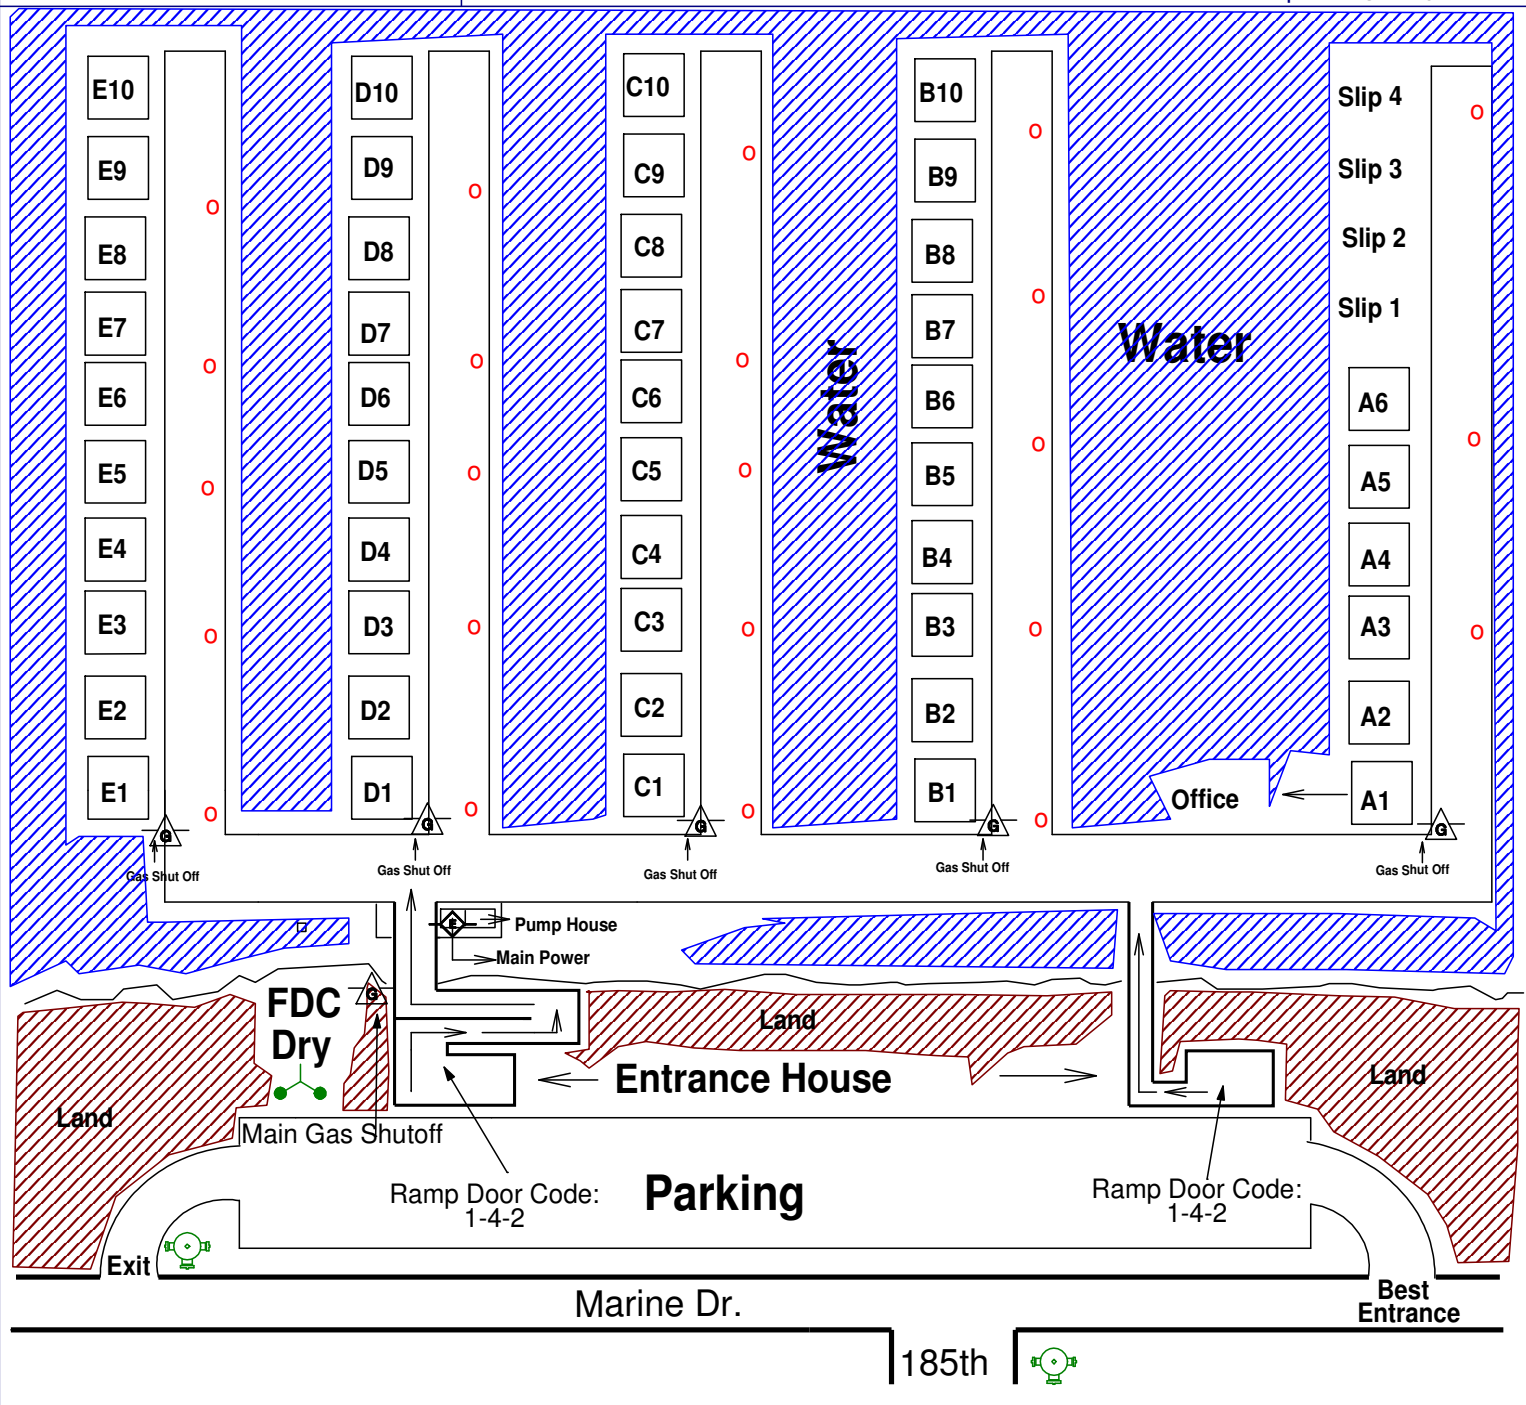 E10
D10
C10
B10
Slip 4
E9
D9
C9
B9
Slip 3
E8
D8
C8
B8
Slip 2
E7
D7
C7
B7
Slip 1
Water
Water
E6
D6
C6
B6
A6
E5
D5
C5
B5
A5
E4
D4
C4
B4
A4
E3
D3
C3
B3
A3
E2
D2
C2
B2
A2
E1
D1
C1
B1
Office
A1
G
G
G
G
G
Gas Shut Off
Gas Shut Off
Gas Shut Off
Gas Shut Off
Gas Shut Off
E
Pump House
Main Power
G
FDC
Dry
Land
Entrance House
Land
Land
Main Gas Shutoff
Ramp Door Code:
1-4-2
Parking
Ramp Door Code:
1-4-2
Exit
Best
Entrance
Marine Dr.
185th